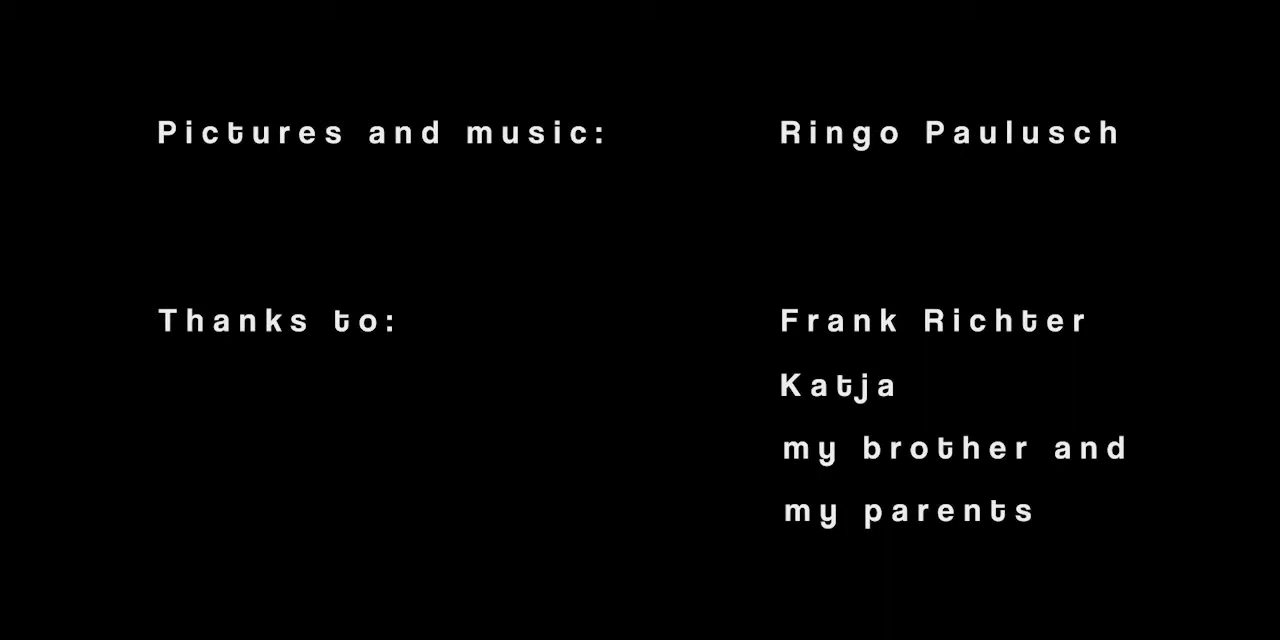 Pictures and music: Ringo Paulusch
Thanks to: Frank Richter
Katja
my brother and
my parents